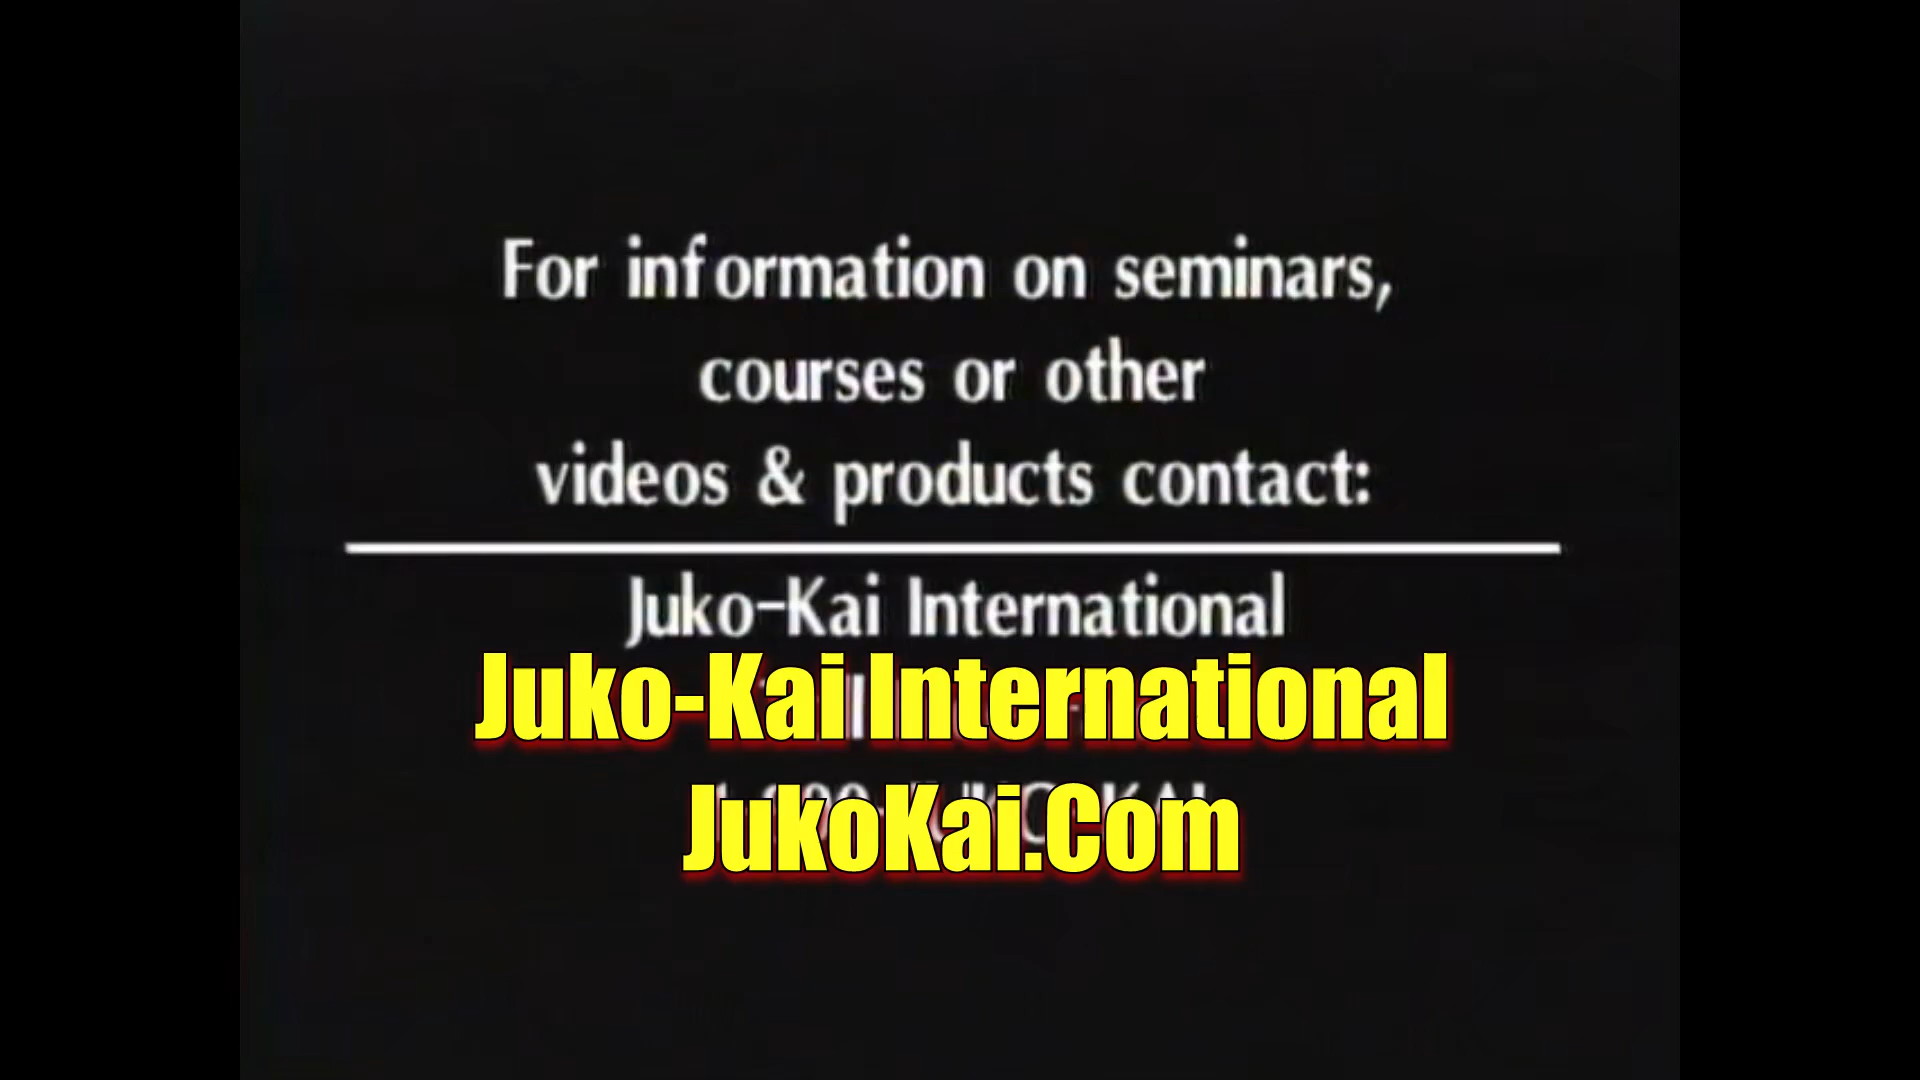 For information on seminars,
courses or other
videos & products contact:
Juko-Kai International
Juko-Kai International
JukoKai.Com